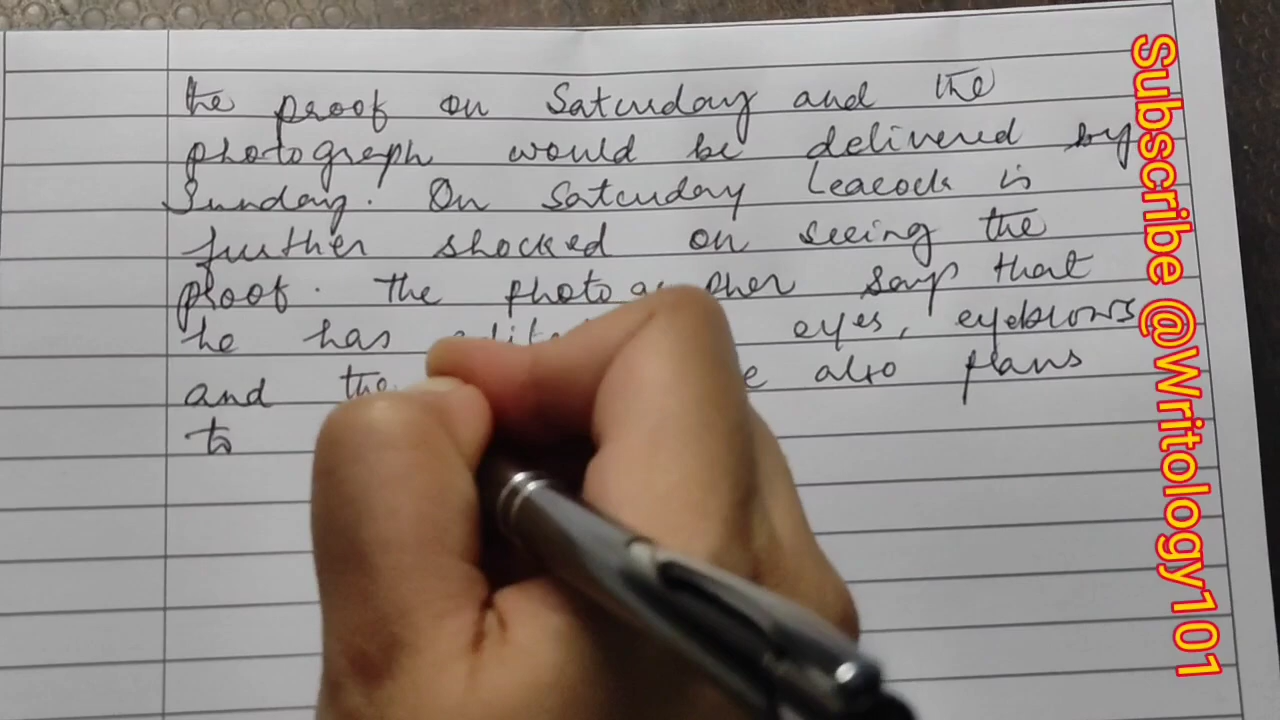 the proof on Saturday and the
photograph would be delivered by
Sunday. On Saturday Leacock is
further shocked on seeing the
proof. The photographer says that
he has eyes, eyebrows
and the also plans
to
Subscribe @Writology101